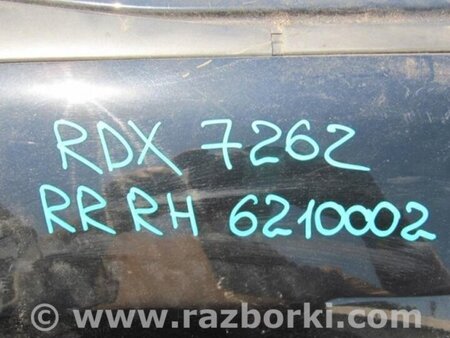 RDX 7262
RR RH 6210002
© www.razborki.com